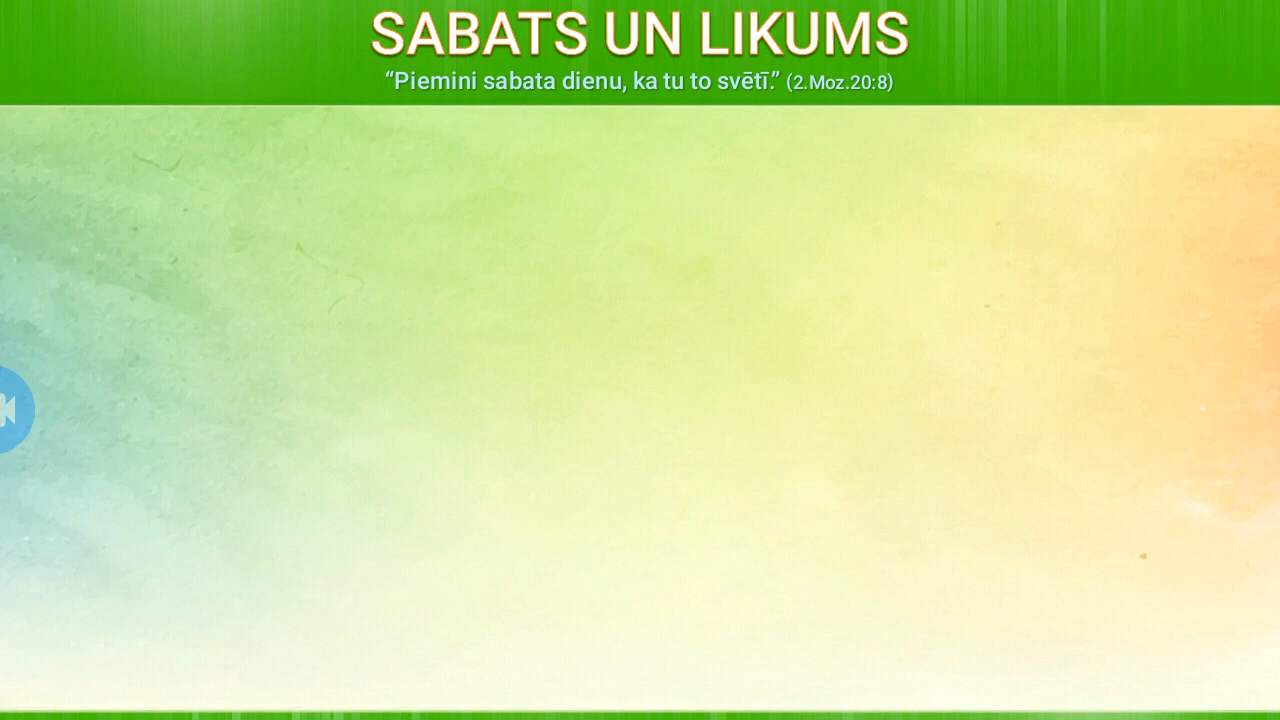 SABATS UN LIKUMS
“Piemini sabata dienu, ka tu to svētī.” (2.Moz.20:8)